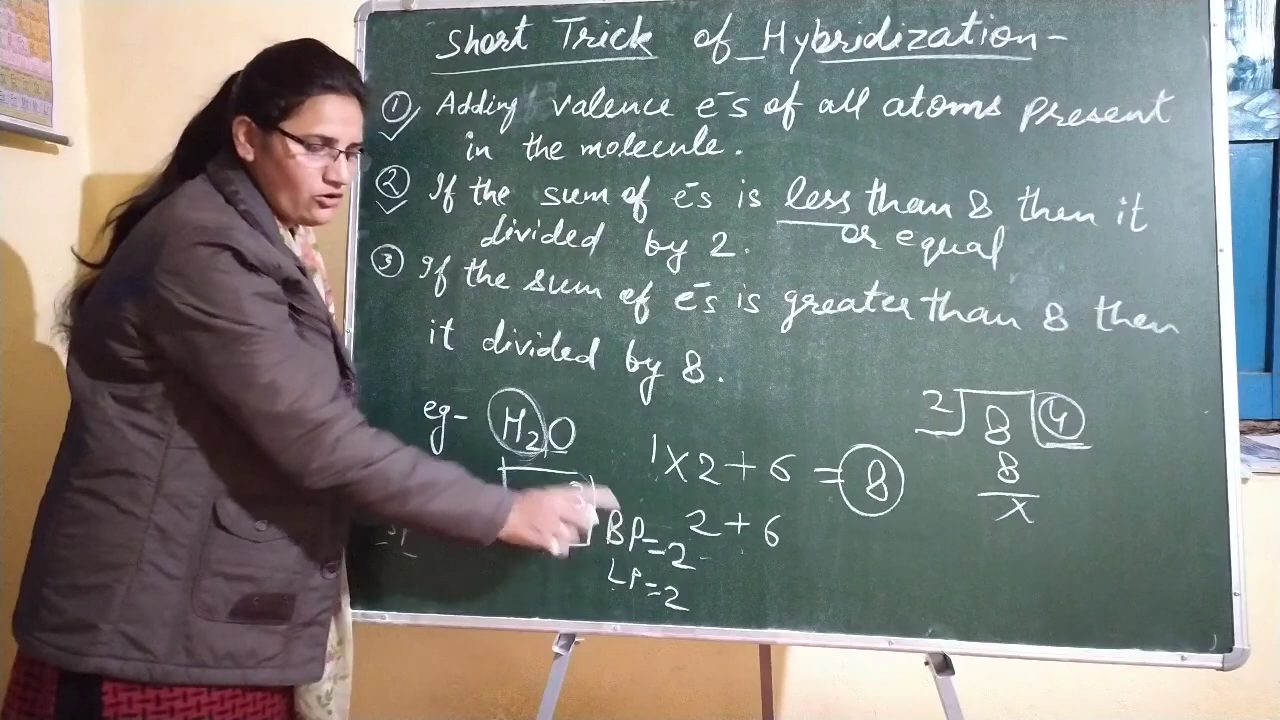 Short Trick of Hybridization-
① Adding valence e⁻s of all atoms present
in the molecule.
② If the sum of e⁻s is less than 8 then it
or equal
divided by 2.
③ If the sum of e⁻s is greater than 8 then
it divided by 8.
eg- H₂O
1×2+6 = 8
2 8 4
8
x
2+6
BP=2
LP=2